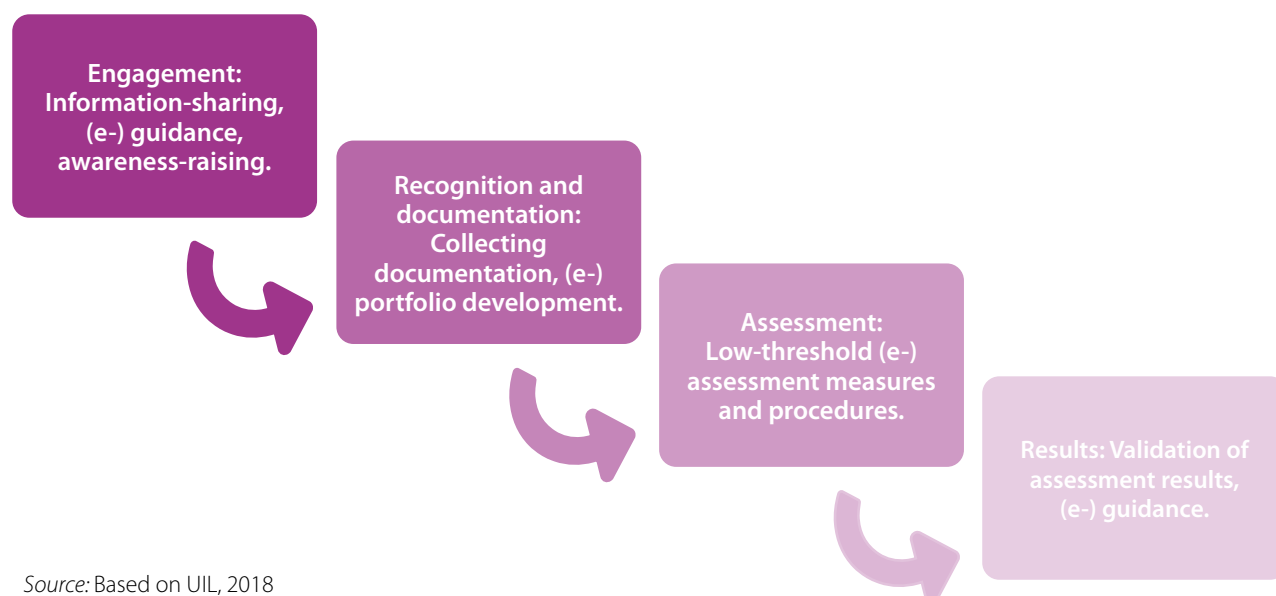 Engagement:
Information-sharing,
(e-) guidance,
awareness-raising.
Recognition and
documentation:
Collecting
documentation, (e-)
portfolio development.
Assessment:
Low-threshold (e-)
assessment measures
and procedures.
Results: Validation of
assessment results,
(e-) guidance.
Source: Based on UIL, 2018